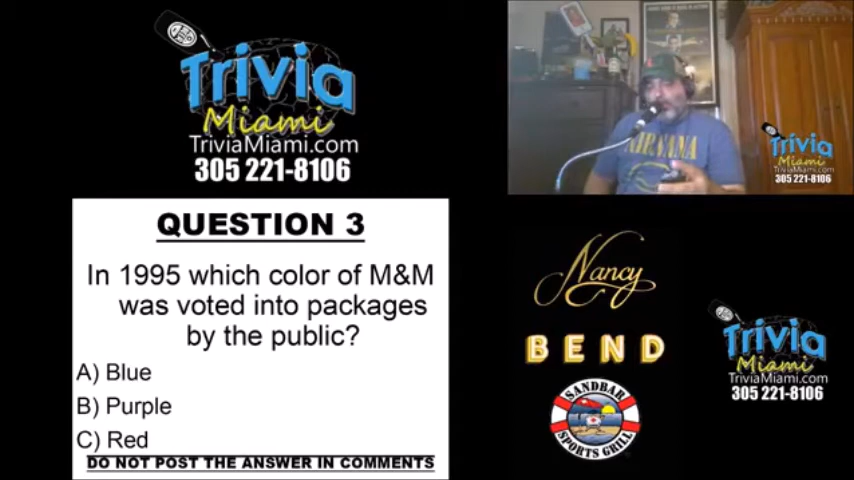 Trivia
Miami
TriviaMiami.com
305 221-8106
NIRVANA
Trivia
Miami
TriviaMiami.com
305 221-8106
QUESTION 3
In 1995 which color of M&M
was voted into packages
by the public?
A) Blue
B) Purple
C) Red
DO NOT POST THE ANSWER IN COMMENTS
Nancy
BEND
SANDBAR
SPORTS GRILL
Trivia
Miami
TriviaMiami.com
305 221-8106